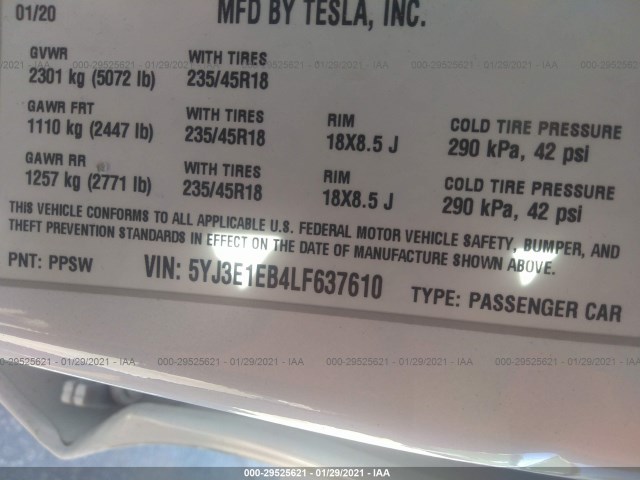 01/20 MFD BY TESLA, INC.
GVWR WITH TIRES
2301 kg (5072 lb) 235/45R18
GAWR FRT WITH TIRES RIM COLD TIRE PRESSURE
1110 kg (2447 lb) 235/45R18 18X8.5 J 290 kPa, 42 psi
GAWR RR WITH TIRES RIM COLD TIRE PRESSURE
1257 kg (2771 lb) 235/45R18 18X8.5 J 290 kPa, 42 psi
THIS VEHICLE CONFORMS TO ALL APPLICABLE U.S. FEDERAL MOTOR VEHICLE SAFETY, BUMPER, AND
THEFT PREVENTION STANDARDS IN EFFECT ON THE DATE OF MANUFACTURE SHOWN ABOVE.
PNT: PPSW VIN: 5YJ3E1EB4LF637610 TYPE: PASSENGER CAR
000-29525621 - 01/29/2021 - IAA